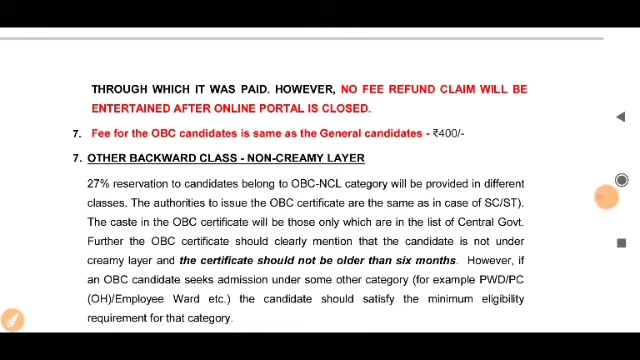 THROUGH WHICH IT WAS PAID. HOWEVER, NO FEE REFUND CLAIM WILL BE
ENTERTAINED AFTER ONLINE PORTAL IS CLOSED.
7. Fee for the OBC candidates is same as the General candidates - ₹400/-
7. OTHER BACKWARD CLASS - NON-CREAMY LAYER
27% reservation to candidates belong to OBC-NCL category will be provided in different
classes. The authorities to issue the OBC certificate are the same as in case of SC/ST).
The caste in the OBC certificate will be those only which are in the list of Central Govt.
Further the OBC certificate should clearly mention that the candidate is not under
creamy layer and the certificate should not be older than six months. However, if
an OBC candidate seeks admission under some other category (for example PWD/PC
(OH)/Employee Ward etc.) the candidate should satisfy the minimum eligibility
requirement for that category.